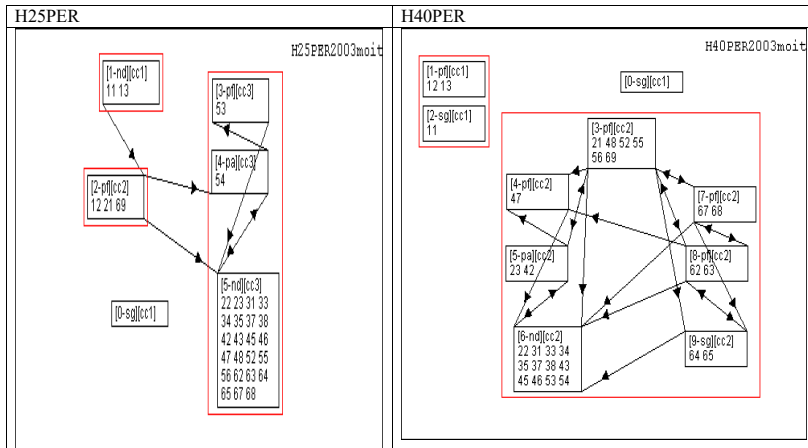 H25PER
H40PER
H25PER2003moit
[1-nd][cc1]
11 13
[3-pf][cc3]
53
[4-pa][cc3]
54
[2-pf][cc2]
12 21 69
[5-nd][cc3]
22 23 31 33
34 35 37 38
42 43 45 46
47 48 52 55
56 62 63 64
65 67 68
[0-sg][cc1]
H40PER2003moit
[1-pf][cc1]
12 13
[2-sg][cc1]
11
[0-sg][cc1]
[3-pf][cc2]
21 48 52 55
56 69
[4-pf][cc2]
47
[7-pf][cc2]
67 68
[5-pa][cc2]
23 42
[8-pf][cc2]
62 63
[6-nd][cc2]
22 31 33 34
35 37 38 43
45 46 53 54
[9-sg][cc2]
64 65